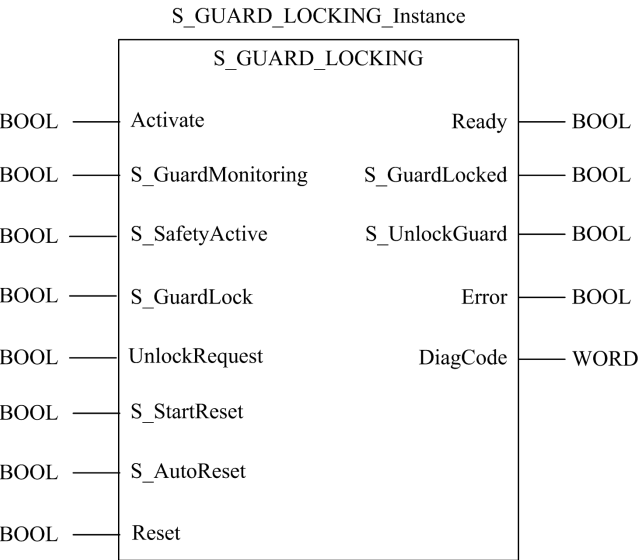 S_GUARD_LOCKING_Instance
S_GUARD_LOCKING
BOOL Activate Ready BOOL
BOOL S_GuardMonitoring S_GuardLocked BOOL
BOOL S_SafetyActive S_UnlockGuard BOOL
BOOL S_GuardLock Error BOOL
BOOL UnlockRequest DiagCode WORD
BOOL S_StartReset
BOOL S_AutoReset
BOOL Reset